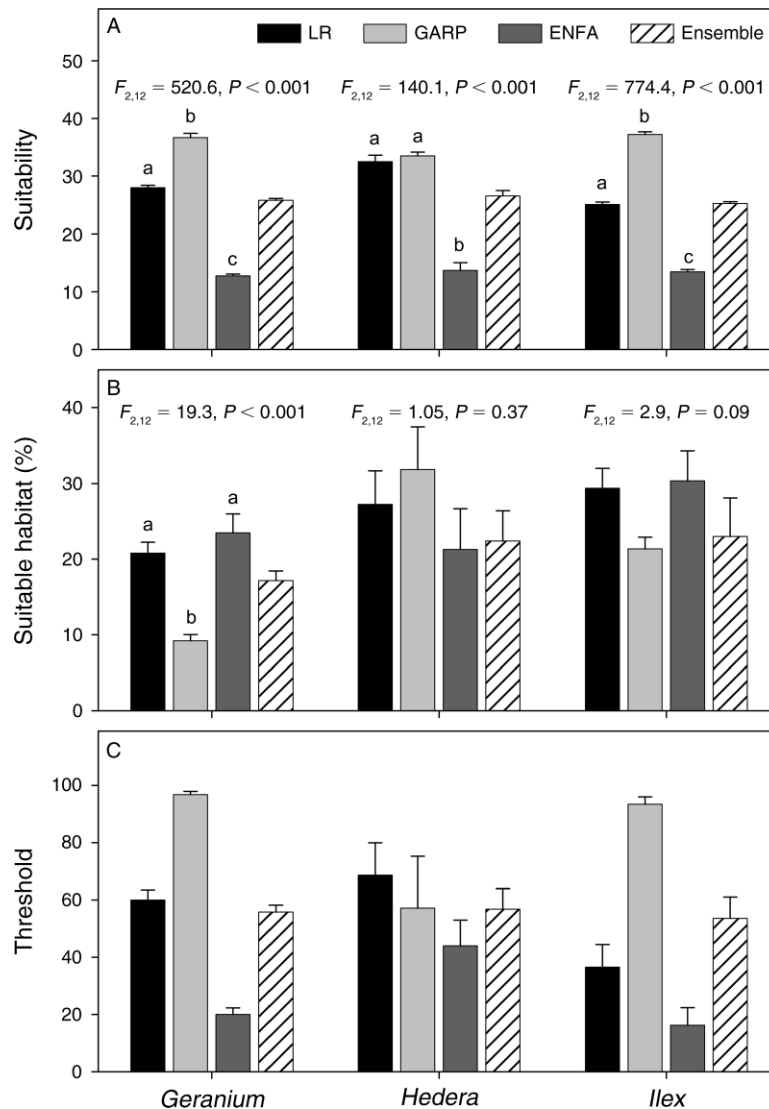 A
LR GARP ENFA Ensemble
F2,12 = 520.6, P < 0.001 F2,12 = 140.1, P < 0.001 F2,12 = 774.4, P < 0.001
Suitability
50
40
30
20
10
0
a b c a a b a b c
B
F2,12 = 19.3, P < 0.001 F2,12 = 1.05, P = 0.37 F2,12 = 2.9, P = 0.09
Suitable habitat (%)
40
30
20
10
0
a b a
C
Threshold
100
80
60
40
20
0
Geranium Hedera Ilex